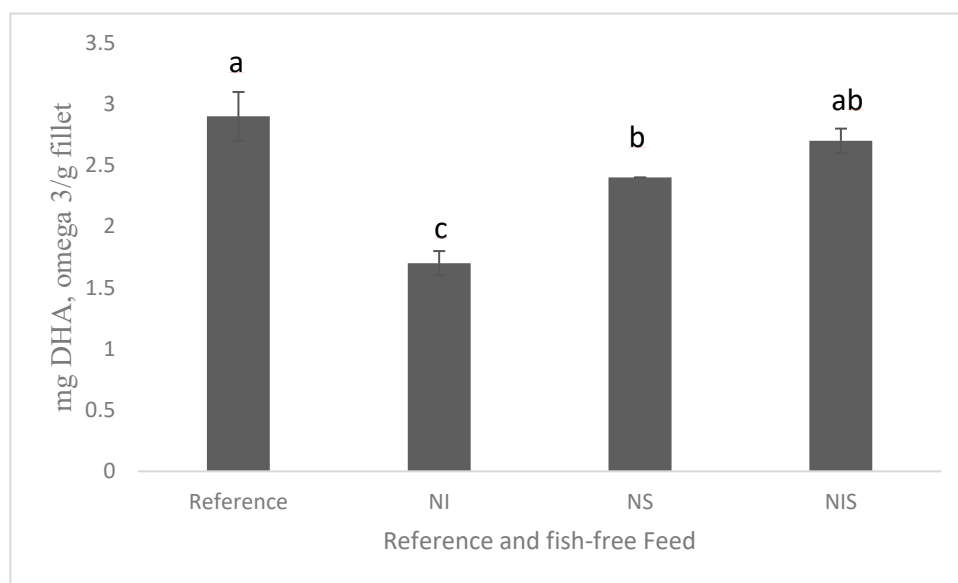 mg DHA, omega 3/g fillet
3.5
3
2.5
2
1.5
1
0.5
0
a
c
b
ab
Reference NI NS NIS
Reference and fish-free Feed